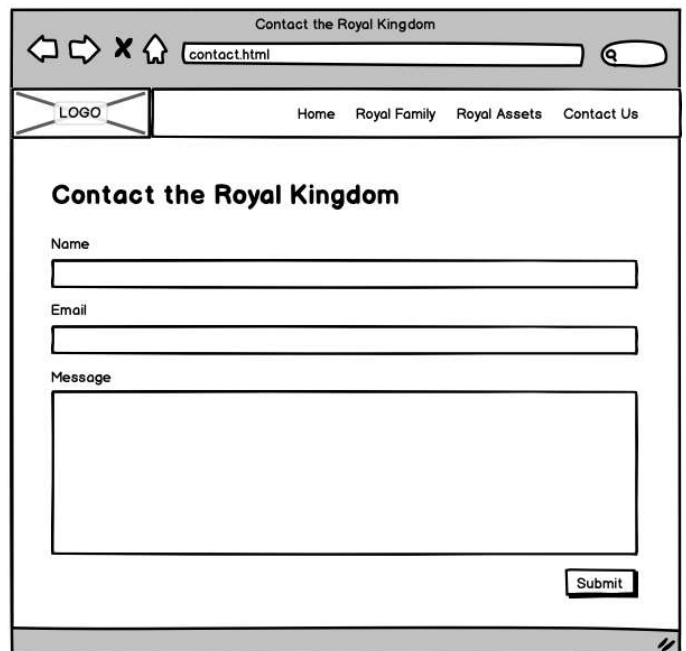 Contact the Royal Kingdom
contact.html
LOGO
Home Royal Family Royal Assets Contact Us
Contact the Royal Kingdom
Name
Email
Message
Submit